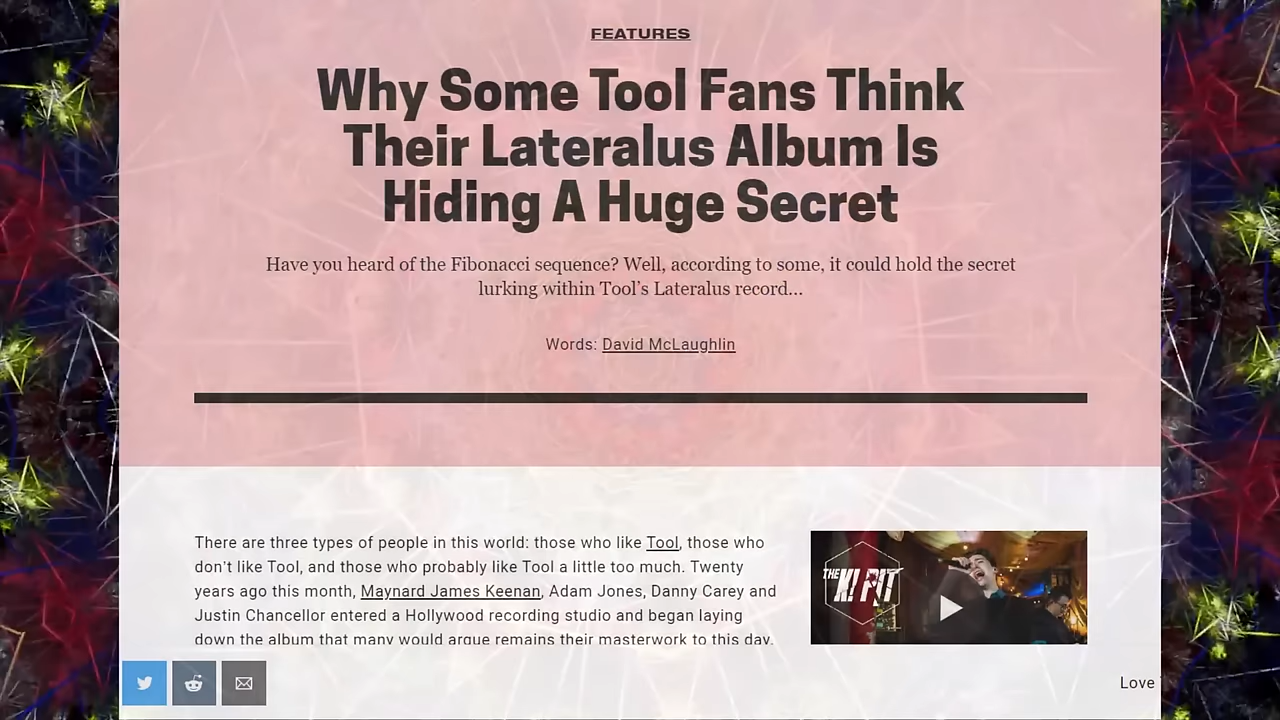 FEATURES
Why Some Tool Fans Think
Their Lateralus Album Is
Hiding A Huge Secret
Have you heard of the Fibonacci sequence? Well, according to some, it could hold the secret
lurking within Tool’s Lateralus record...
Words: David McLaughlin
There are three types of people in this world: those who like Tool, those who
don’t like Tool, and those who probably like Tool a little too much. Twenty
years ago this month, Maynard James Keenan, Adam Jones, Danny Carey and
Justin Chancellor entered a Hollywood recording studio and began laying
down the album that many would argue remains their masterwork to this day.
THE K! PIT
Love